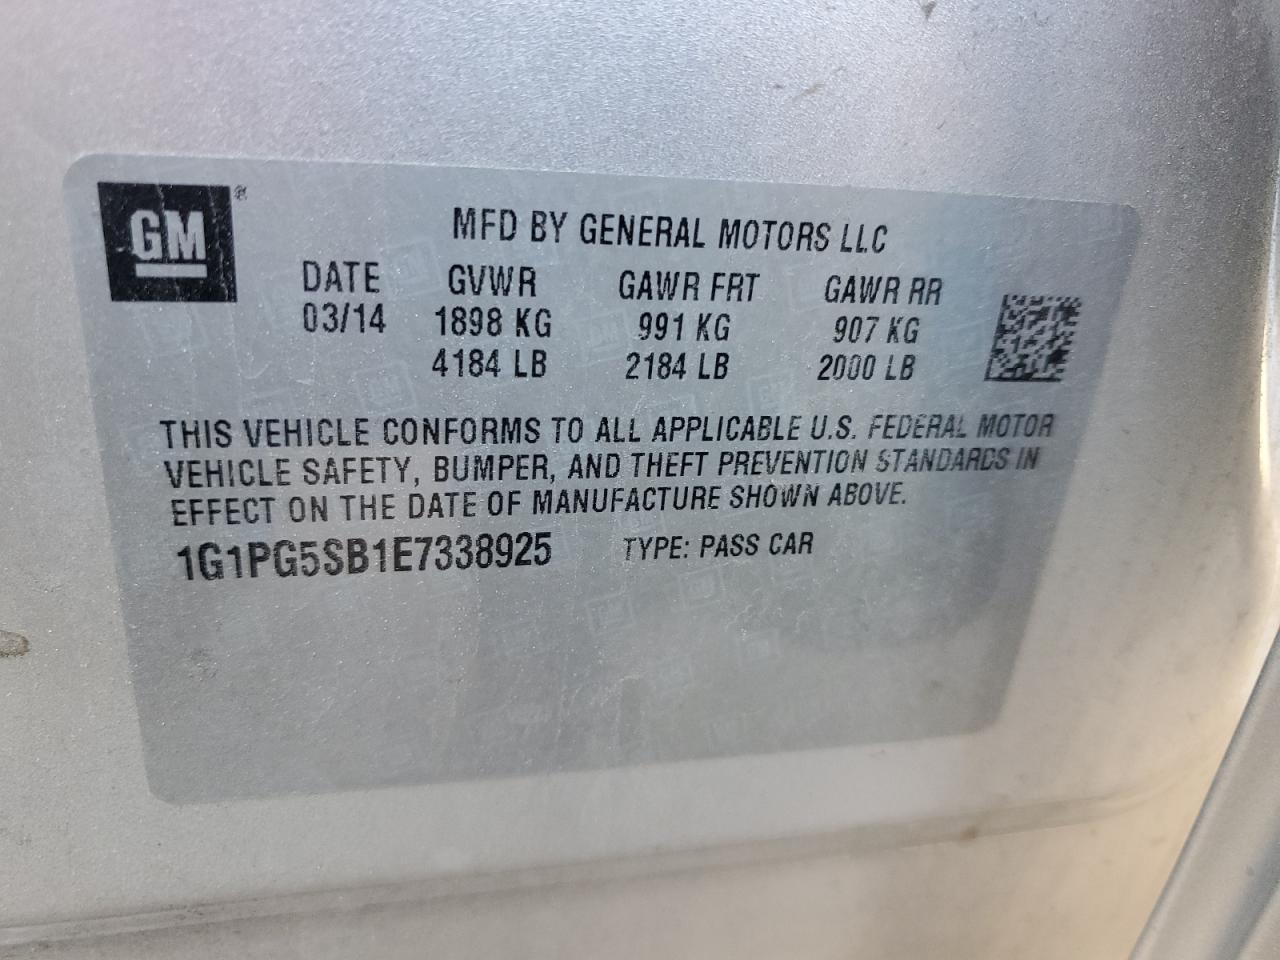 GM®
MFD BY GENERAL MOTORS LLC
DATE GVWR GAWR FRT GAWR RR
03/14 1898 KG 991 KG 907 KG
4184 LB 2184 LB 2000 LB
THIS VEHICLE CONFORMS TO ALL APPLICABLE U.S. FEDERAL MOTOR
VEHICLE SAFETY, BUMPER, AND THEFT PREVENTION STANDARDS IN
EFFECT ON THE DATE OF MANUFACTURE SHOWN ABOVE.
1G1PG5SB1E7338925 TYPE: PASS CAR